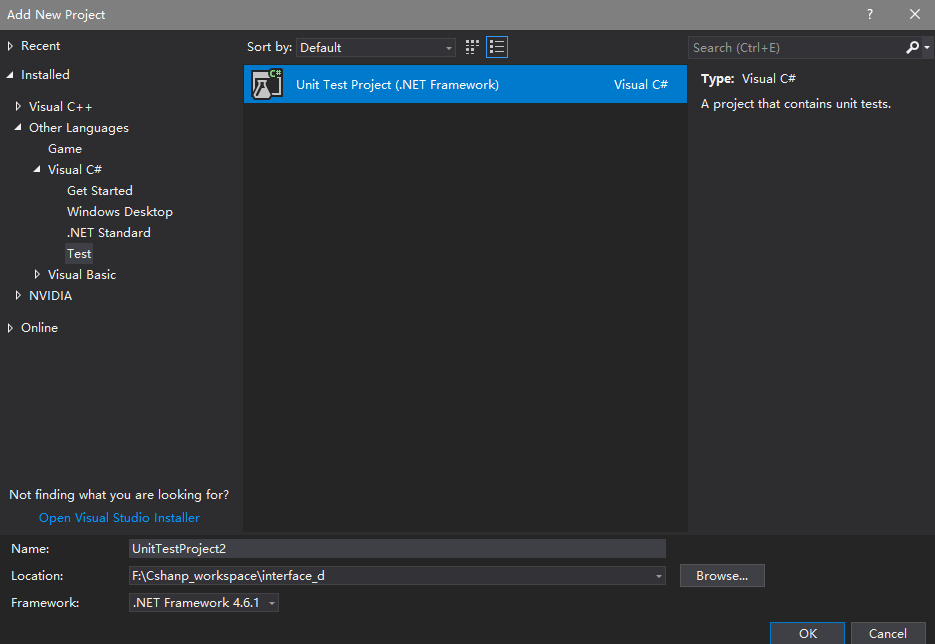 Add New Project
?
Recent
Installed
Visual C++
Other Languages
Game
Visual C#
Get Started
Windows Desktop
.NET Standard
Test
Visual Basic
NVIDIA
Online
Not finding what you are looking for?
Open Visual Studio Installer
Sort by: Default
C#
Unit Test Project (.NET Framework) Visual C#
Search (Ctrl+E)
Type: Visual C#
A project that contains unit tests.
Name: UnitTestProject2
Location: F:\Cshanp_workspace\interface_d Browse...
Framework: .NET Framework 4.6.1
OK Cancel